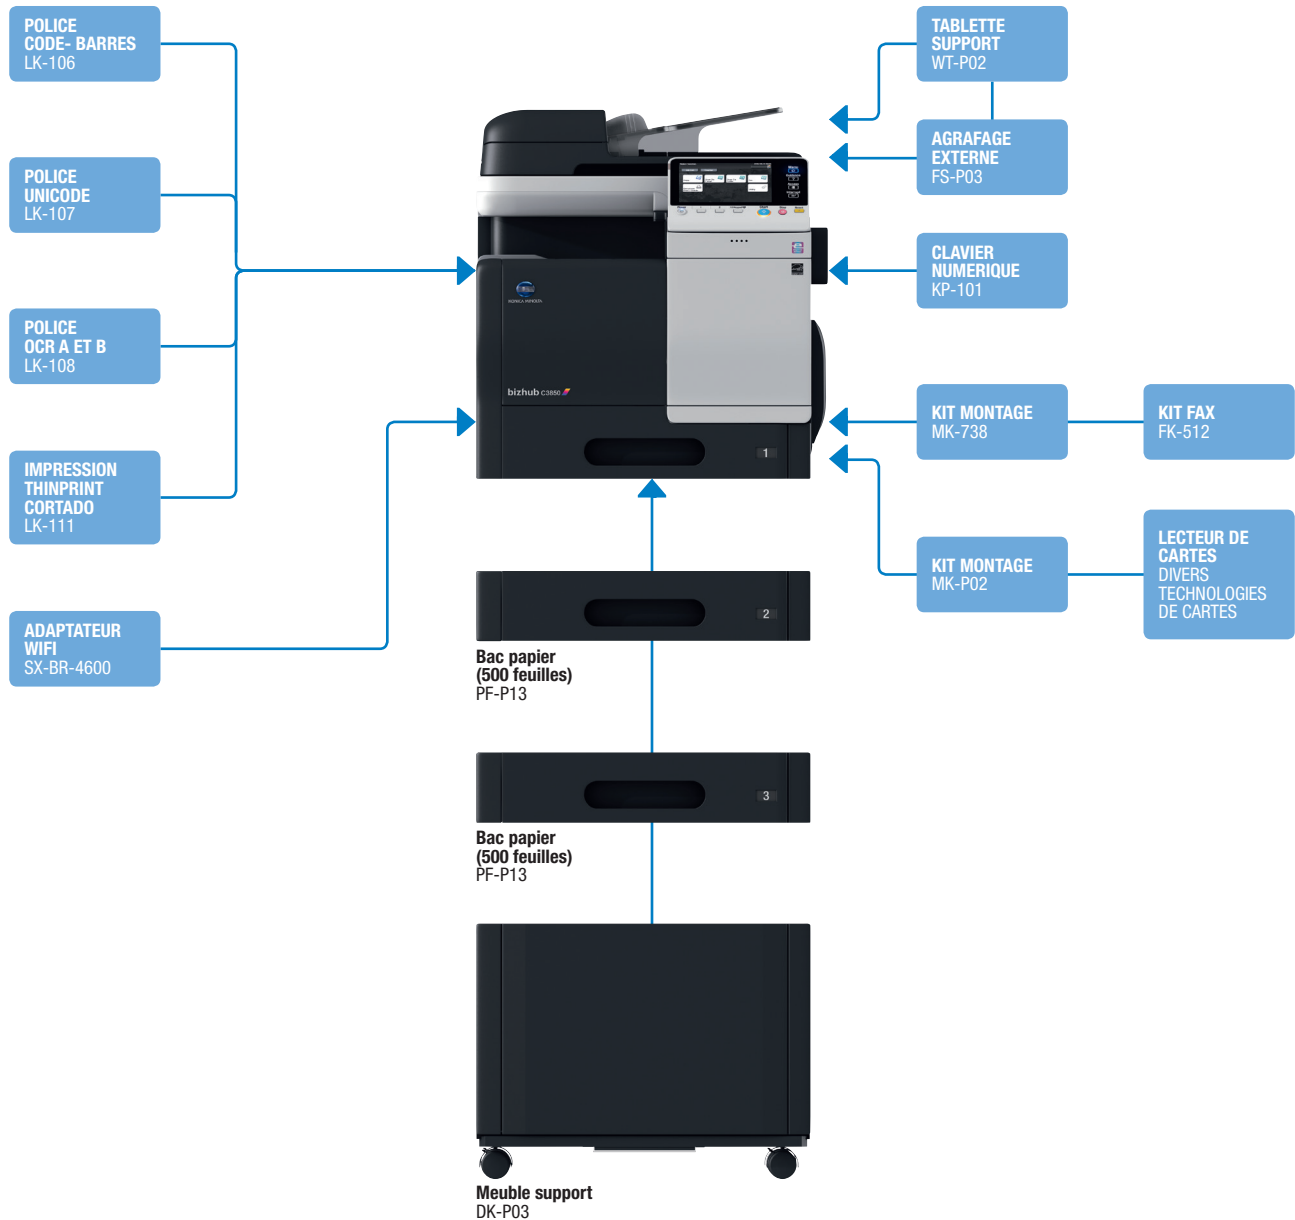 POLICE
CODE- BARRES
LK-106
POLICE
UNICODE
LK-107
POLICE
OCR A ET B
LK-108
IMPRESSION
THINPRINT
CORTADO
LK-111
ADAPTATEUR
WIFI
SX-BR-4600
TABLETTE
SUPPORT
WT-P02
AGRAFAGE
EXTERNE
FS-P03
CLAVIER
NUMERIQUE
KP-101
KIT MONTAGE
MK-738
KIT FAX
FK-512
KIT MONTAGE
MK-P02
LECTEUR DE
CARTES
DIVERS
TECHNOLOGIES
DE CARTES
KONICA MINOLTA
bizhub C3850
1
2
Bac papier
(500 feuilles)
PF-P13
3
Bac papier
(500 feuilles)
PF-P13
Meuble support
DK-P03